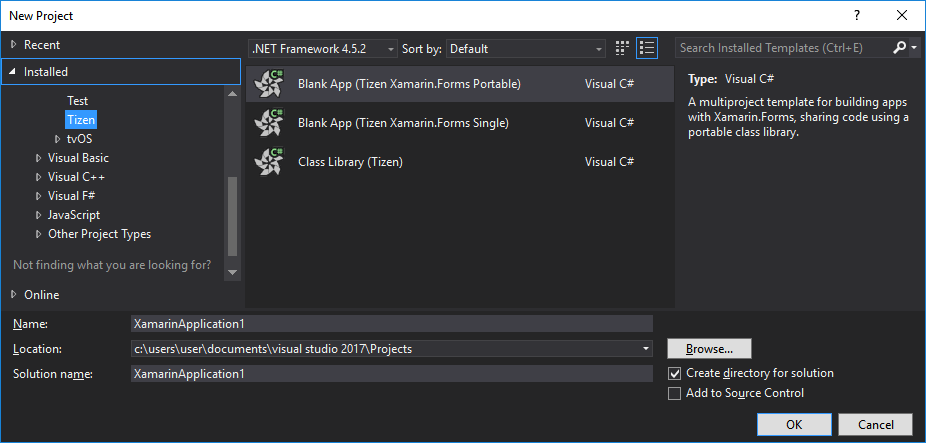 New Project
?
Recent
Installed
Test
Tizen
tvOS
Visual Basic
Visual C++
Visual F#
JavaScript
Other Project Types
Not finding what you are looking for?
Online
.NET Framework 4.5.2
Sort by: Default
Search Installed Templates (Ctrl+E)
C# Blank App (Tizen Xamarin.Forms Portable) Visual C#
C# Blank App (Tizen Xamarin.Forms Single) Visual C#
C# Class Library (Tizen) Visual C#
Type: Visual C#
A multiproject template for building apps
with Xamarin.Forms, sharing code using a
portable class library.
Name: XamarinApplication1
Location: c:\users\user\documents\visual studio 2017\Projects
Browse...
Solution name: XamarinApplication1
Create directory for solution
Add to Source Control
OK
Cancel